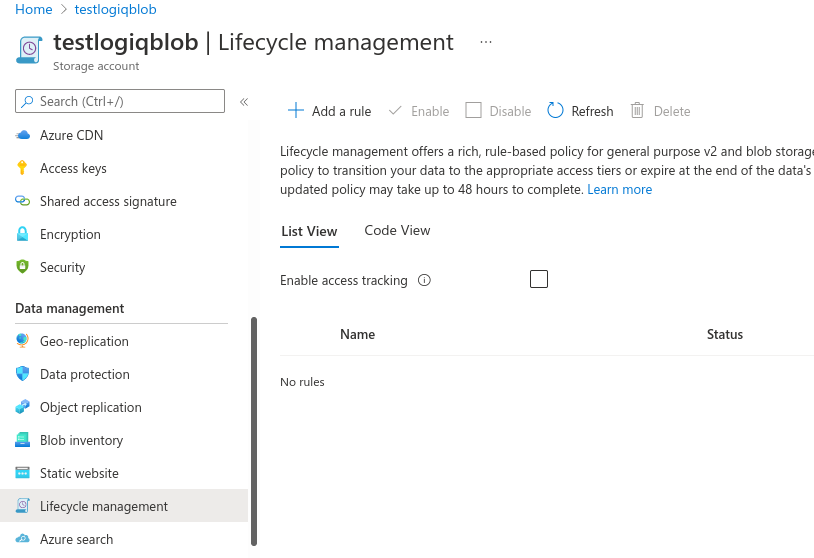 Home > testlogiqblob
testlogiqblob | Lifecycle management ...
Storage account
Search (Ctrl+/) «
Azure CDN
Access keys
Shared access signature
Encryption
Security
Data management
Geo-replication
Data protection
Object replication
Blob inventory
Static website
Lifecycle management
Azure search
Add a rule Enable Disable Refresh Delete
Lifecycle management offers a rich, rule-based policy for general purpose v2 and blob storage
policy to transition your data to the appropriate access tiers or expire at the end of the data's
updated policy may take up to 48 hours to complete. Learn more
List View Code View
Enable access tracking
Name Status
No rules